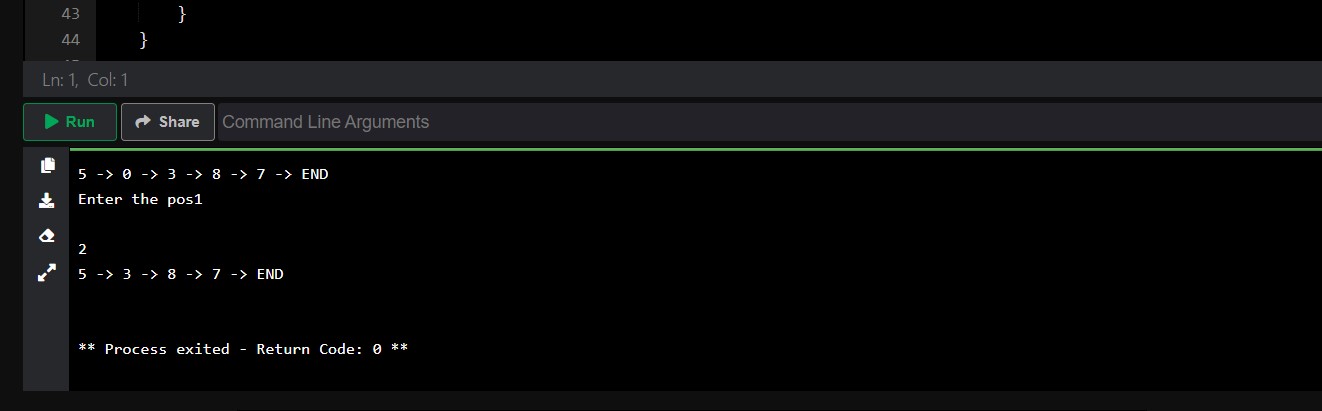 43 }
44 }
Ln: 1, Col: 1
Run Share Command Line Arguments
5 -> 0 -> 3 -> 8 -> 7 -> END
Enter the pos1
2
5 -> 3 -> 8 -> 7 -> END
** Process exited - Return Code: 0 **